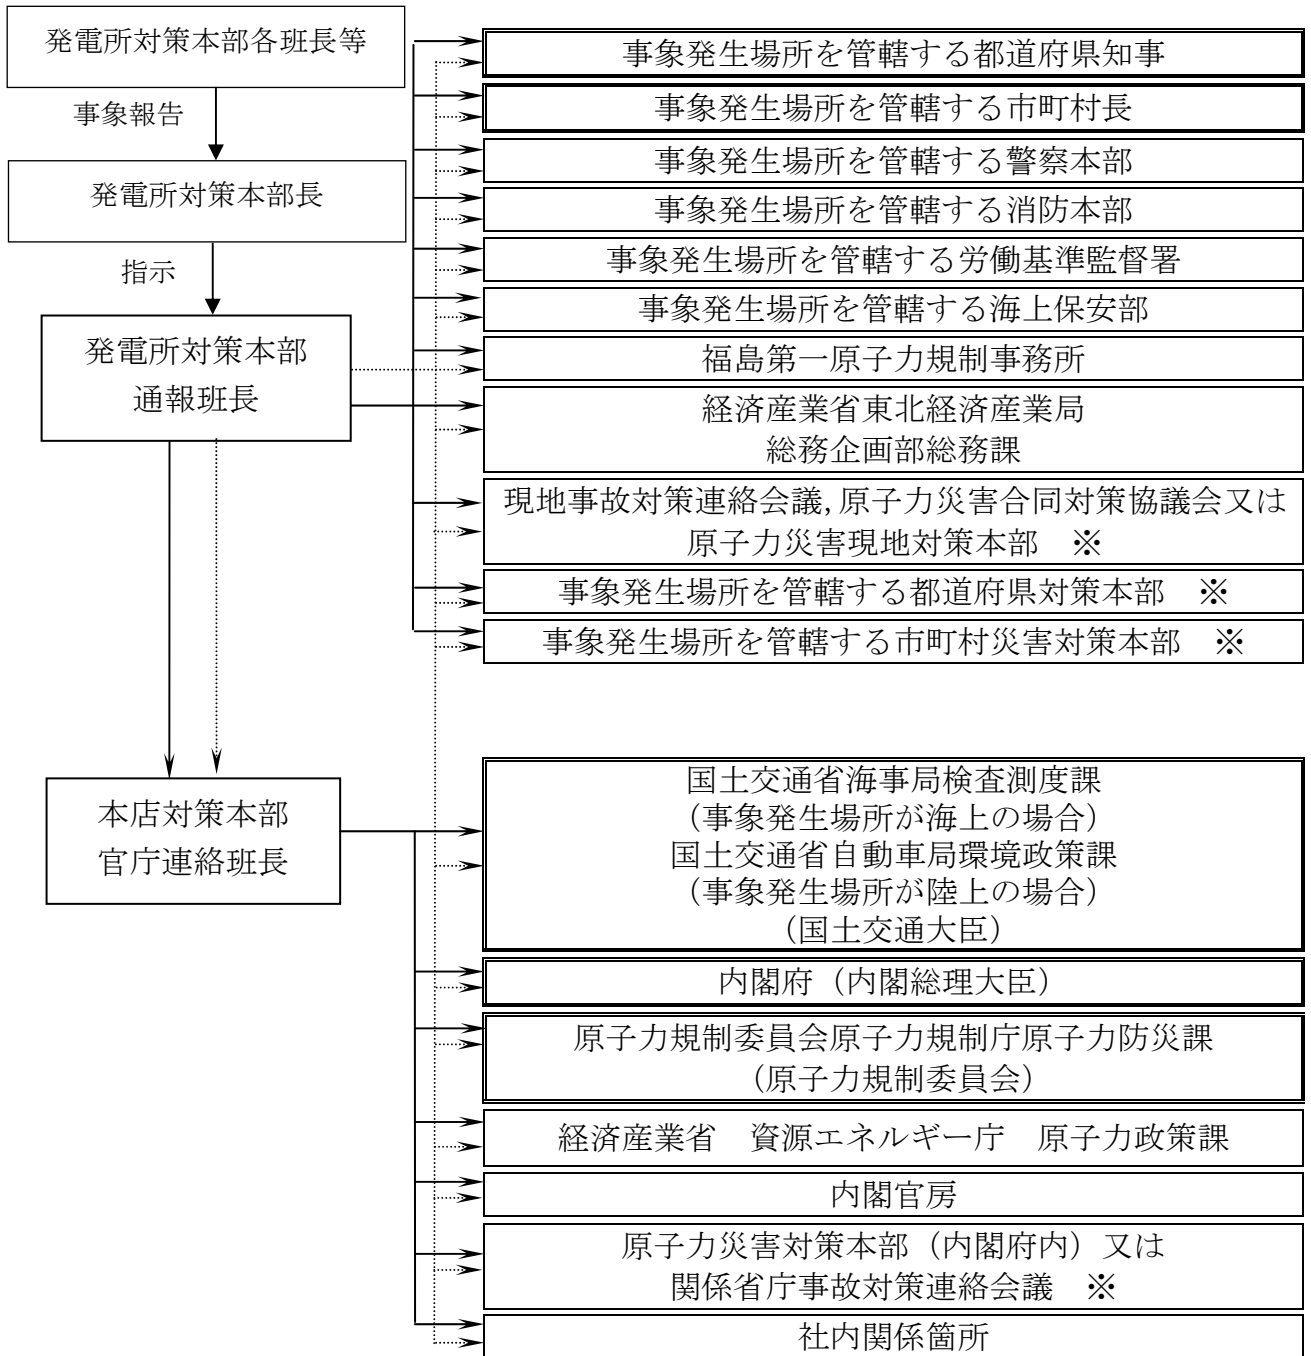 発電所対策本部各班長等
事象報告
発電所対策本部長
指示
発電所対策本部
通報班長
本店対策本部
官庁連絡班長
事象発生場所を管轄する都道府県知事
事象発生場所を管轄する市町村長
事象発生場所を管轄する警察本部
事象発生場所を管轄する消防本部
事象発生場所を管轄する労働基準監督署
事象発生場所を管轄する海上保安部
福島第一原子力規制事務所
経済産業省東北経済産業局
総務企画部総務課
現地事故対策連絡会議,原子力災害合同対策協議会又は
原子力災害現地対策本部　※
事象発生場所を管轄する都道府県対策本部　※
事象発生場所を管轄する市町村災害対策本部　※
国土交通省海事局検査測度課
（事象発生場所が海上の場合）
国土交通省自動車局環境政策課
（事象発生場所が陸上の場合）
（国土交通大臣）
内閣府（内閣総理大臣）
原子力規制委員会原子力規制庁原子力防災課
（原子力規制委員会）
経済産業省　資源エネルギー庁　原子力政策課
内閣官房
原子力災害対策本部（内閣府内）又は
関係省庁事故対策連絡会議　※
社内関係箇所